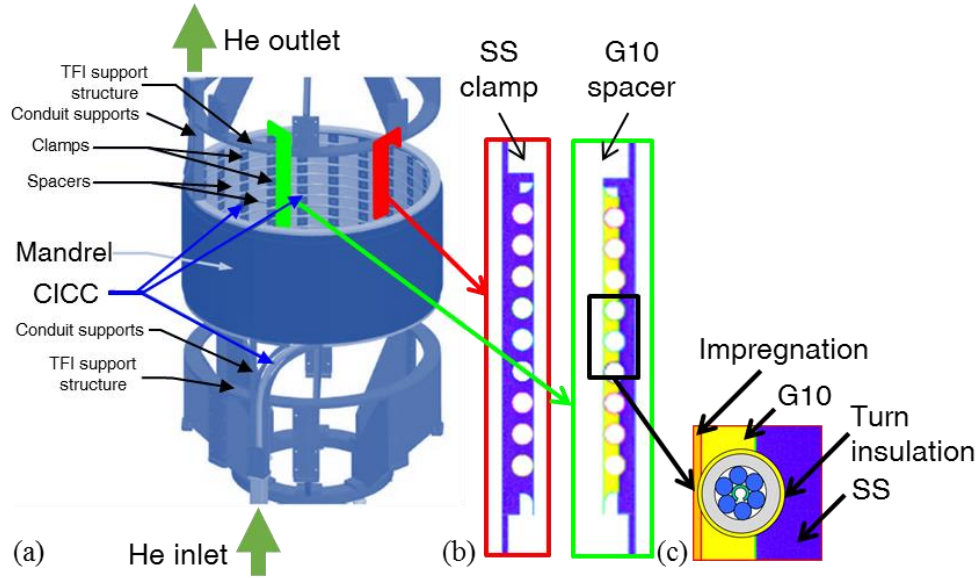 He outlet
TFI support
structure
Conduit supports
Clamps
Spacers
Mandrel
CICC
Conduit supports
TFI support
structure
(a)
He inlet
SS
clamp
G10
spacer
(b)
Impregnation
G10
Turn
insulation
SS
(c)